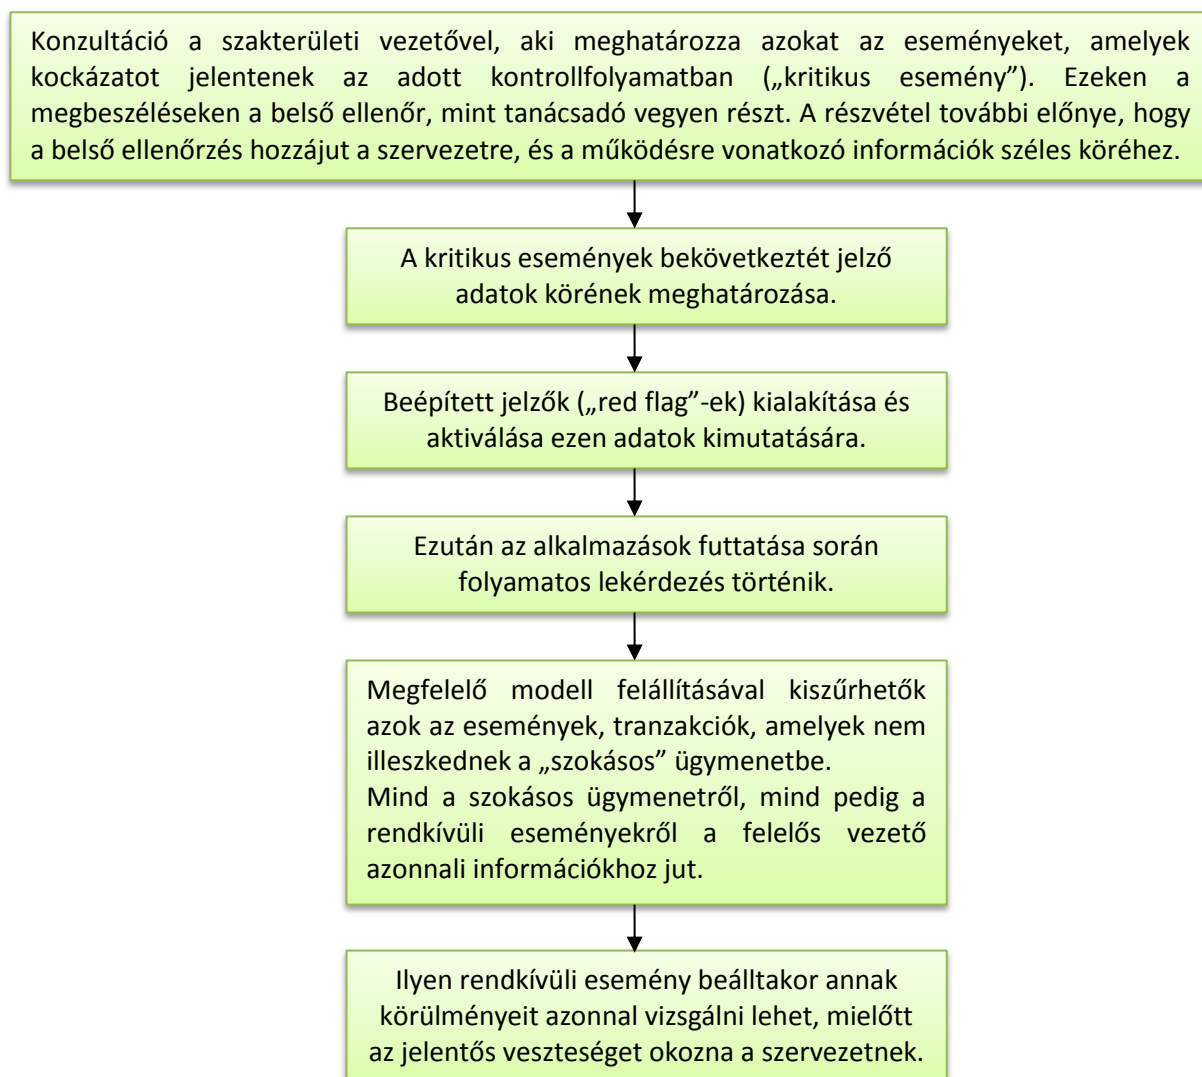 Konzultáció a szakterületi vezetővel, aki meghatározza azokat az eseményeket, amelyek
kockázatot jelentenek az adott kontrollfolyamatban („kritikus esemény”). Ezeken a
megbeszéléseken a belső ellenőr, mint tanácsadó vegyen részt. A részvétel további előnye, hogy
a belső ellenőrzés hozzájut a szervezetre, és a működésre vonatkozó információk széles köréhez.
A kritikus események bekövetkeztét jelző
adatok körének meghatározása.
Beépített jelzők („red flag”-ek) kialakítása és
aktiválása ezen adatok kimutatására.
Ezután az alkalmazások futtatása során
folyamatos lekérdezés történik.
Megfelelő modell felállításával kiszűrhetők
azok az események, tranzakciók, amelyek nem
illeszkednek a „szokásos” ügymenetbe.
Mind a szokásos ügymenetről, mind pedig a
rendkívüli eseményekről a felelős vezető
azonnali információkhoz jut.
Ilyen rendkívüli esemény beálltakor annak
körülményeit azonnal vizsgálni lehet, mielőtt
az jelentős veszteséget okozna a szervezetnek.